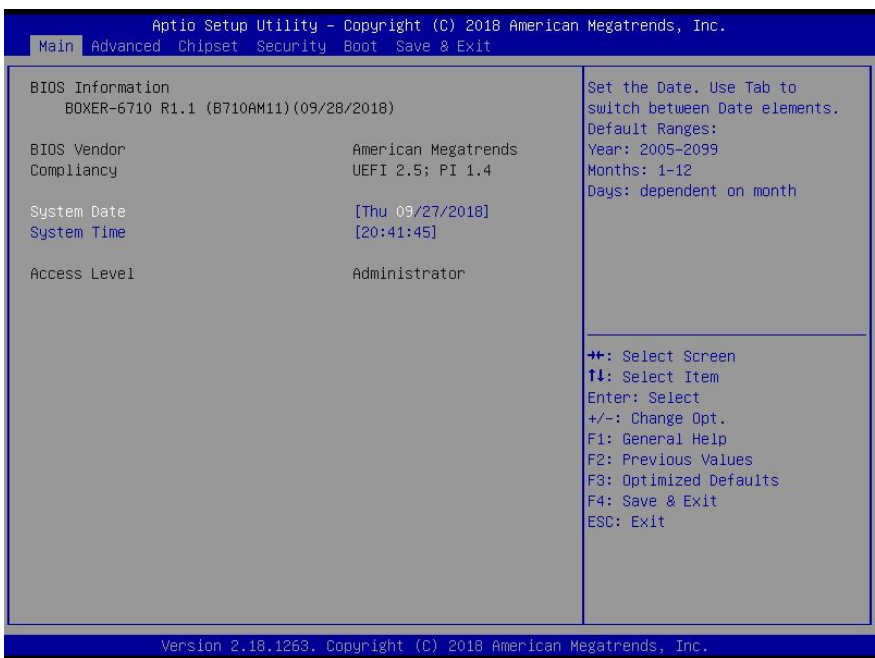 Aptio Setup Utility – Copyright (C) 2018 American Megatrends, Inc.
Main Advanced Chipset Security Boot Save & Exit
BIOS Information
BOXER-6710 R1.1 (B710AM11)(09/28/2018)
BIOS Vendor American Megatrends
Compliancy UEFI 2.5; PI 1.4
System Date [Thu 09/27/2018]
System Time [20:41:45]
Access Level Administrator
Set the Date. Use Tab to
switch between Date elements.
Default Ranges:
Year: 2005-2099
Months: 1-12
Days: dependent on month
→←: Select Screen
↑↓: Select Item
Enter: Select
+/-: Change Opt.
F1: General Help
F2: Previous Values
F3: Optimized Defaults
F4: Save & Exit
ESC: Exit
Version 2.18.1263. Copyright (C) 2018 American Megatrends, Inc.